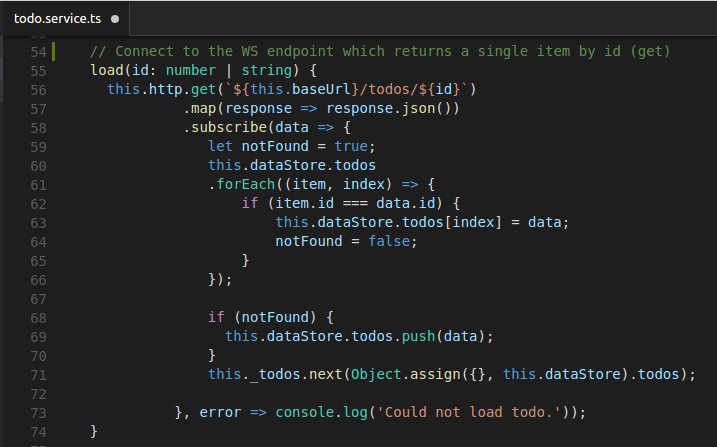 todo.service.ts
54 // Connect to the WS endpoint which returns a single item by id (get)
55 load(id: number | string) {
56 this.http.get(`${this.baseUrl}/todos/${id}`)
57 .map(response => response.json())
58 .subscribe(data => {
59 let notFound = true;
60 this.dataStore.todos
61 .forEach((item, index) => {
62 if (item.id === data.id) {
63 this.dataStore.todos[index] = data;
64 notFound = false;
65 }
66 });
67
68 if (notFound) {
69 this.dataStore.todos.push(data);
70 }
71 this._todos.next(Object.assign({}, this.dataStore).todos);
72
73 }, error => console.log('Could not load todo.'));
74 }